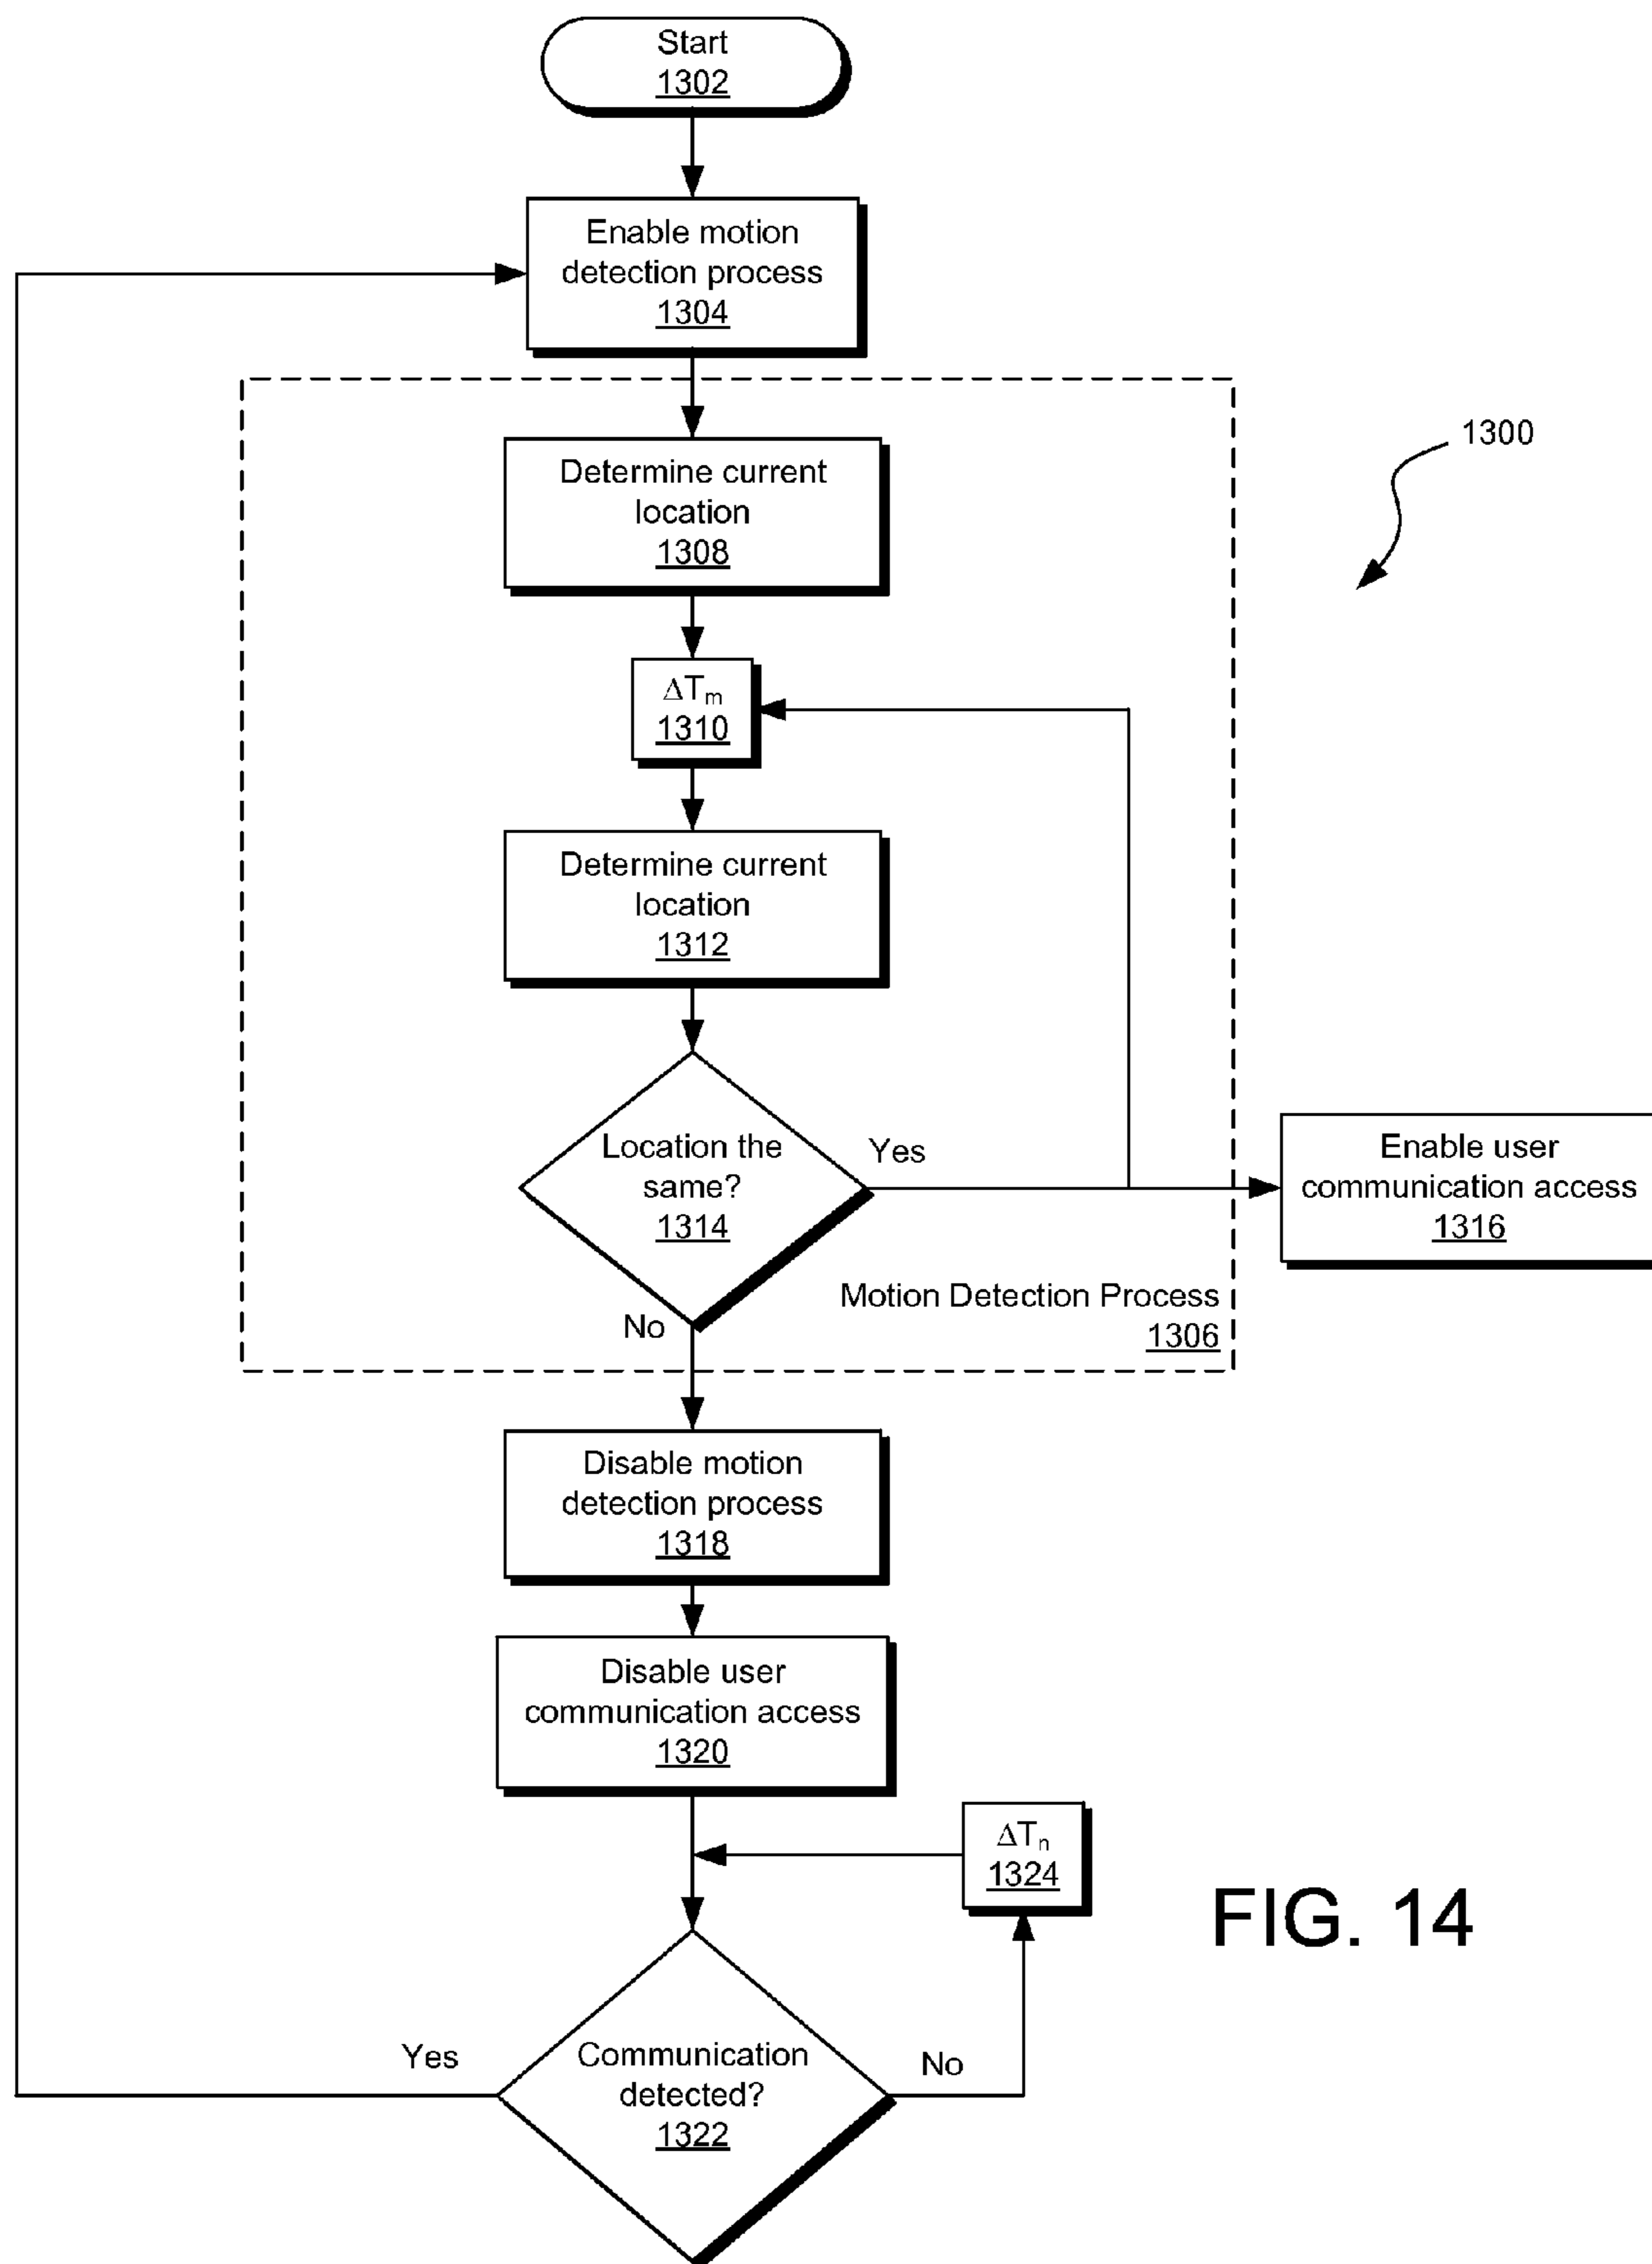 Start
1302
Enable motion
detection process
1304
1300
Determine current
location
1308
ΔTm
1310
Determine current
location
1312
Location the
same?
1314
Yes
Enable user
communication access
1316
Motion Detection Process
1306
No
Disable motion
detection process
1318
Disable user
communication access
1320
ΔTn
1324
FIG. 14
Communication
detected?
1322
Yes
No